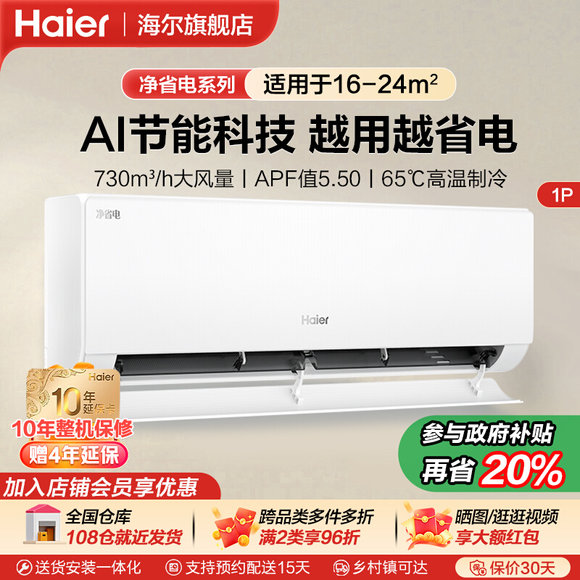 Haier 海尔旗舰店
净省电系列 适用于16-24m²
AI节能科技 越用越省电
730m³/h大风量 | APF值5.50 | 65℃高温制冷
1P
净省电
Haier
Haier
10年
延保卡
10年整机保修
赠4年延保
参与政府补贴
再省20%
加入店铺会员享优惠
全国仓库
108仓就近发货
跨品类多件多折
满2类享96折
晒图/逛逛视频
享大额红包
送货安装一体化
支持预约配送15天
乡村镇可达
保价30天